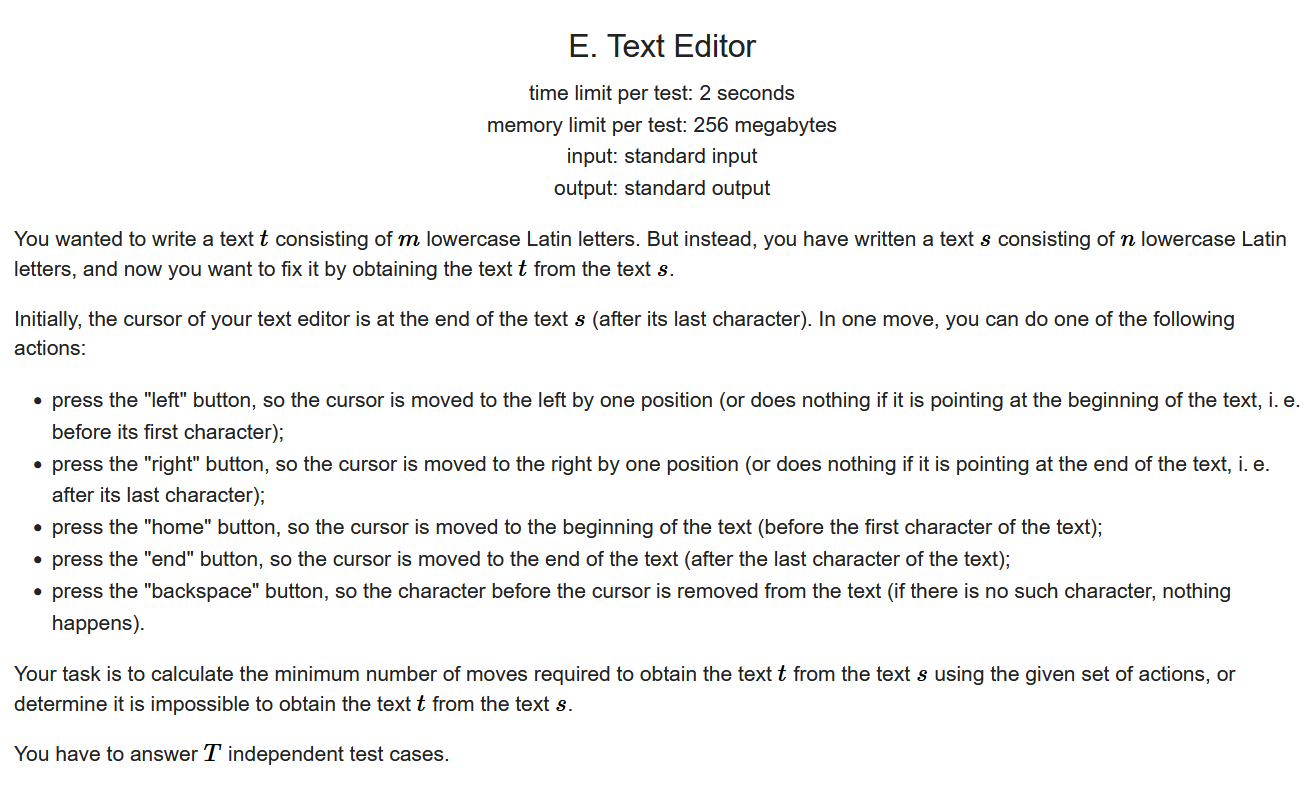 E. Text Editor
time limit per test: 2 seconds
memory limit per test: 256 megabytes
input: standard input
output: standard output
You wanted to write a text t consisting of m lowercase Latin letters. But instead, you have written a text s consisting of n lowercase Latin
letters, and now you want to fix it by obtaining the text t from the text s.
Initially, the cursor of your text editor is at the end of the text s (after its last character). In one move, you can do one of the following
actions:
• press the "left" button, so the cursor is moved to the left by one position (or does nothing if it is pointing at the beginning of the text, i. e.
before its first character);
• press the "right" button, so the cursor is moved to the right by one position (or does nothing if it is pointing at the end of the text, i. e.
after its last character);
• press the "home" button, so the cursor is moved to the beginning of the text (before the first character of the text);
• press the "end" button, so the cursor is moved to the end of the text (after the last character of the text);
• press the "backspace" button, so the character before the cursor is removed from the text (if there is no such character, nothing
happens).
Your task is to calculate the minimum number of moves required to obtain the text t from the text s using the given set of actions, or
determine it is impossible to obtain the text t from the text s.
You have to answer T independent test cases.